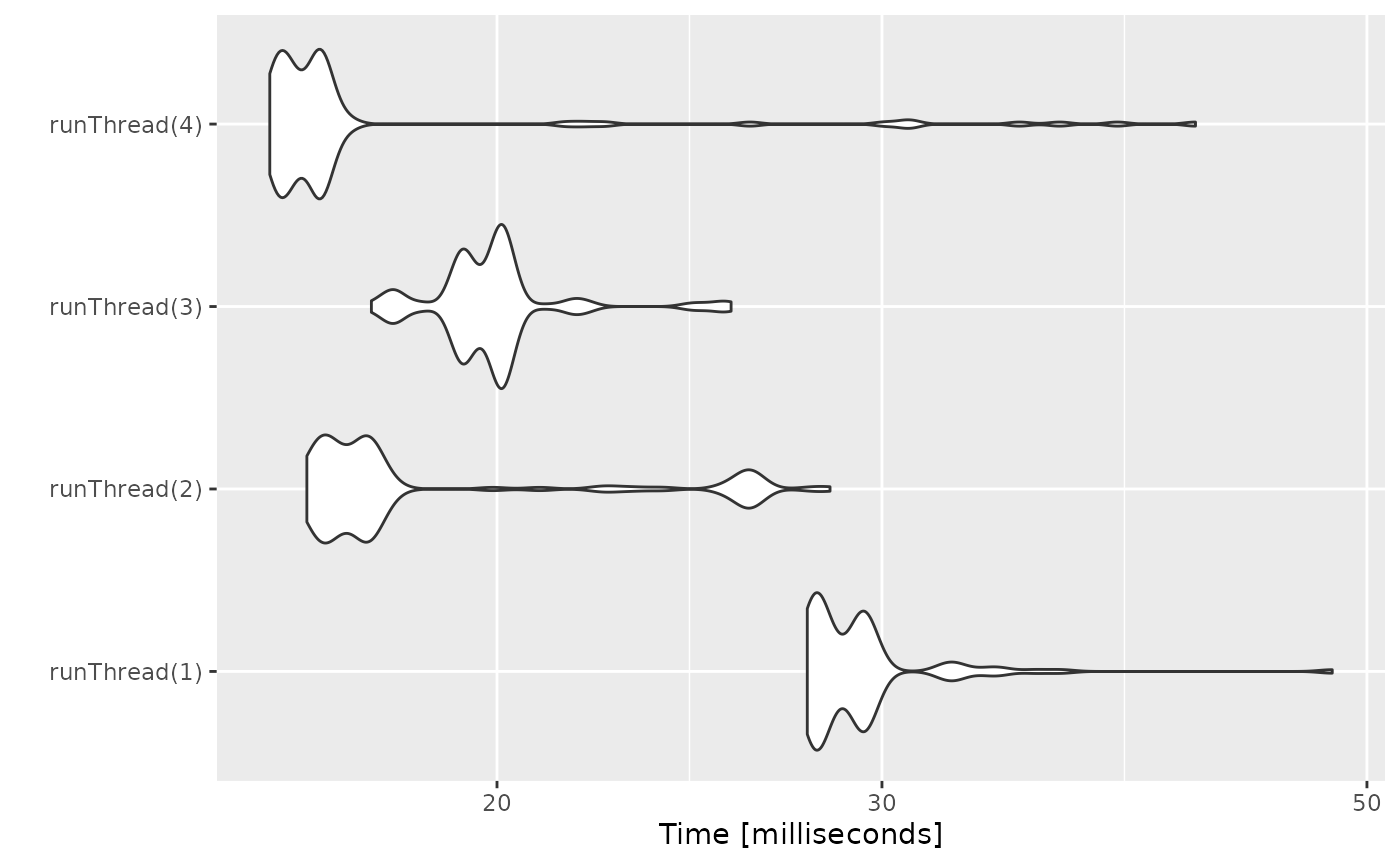 runThread(4)
runThread(3)
runThread(2)
runThread(1)
20 30 50
Time [milliseconds]